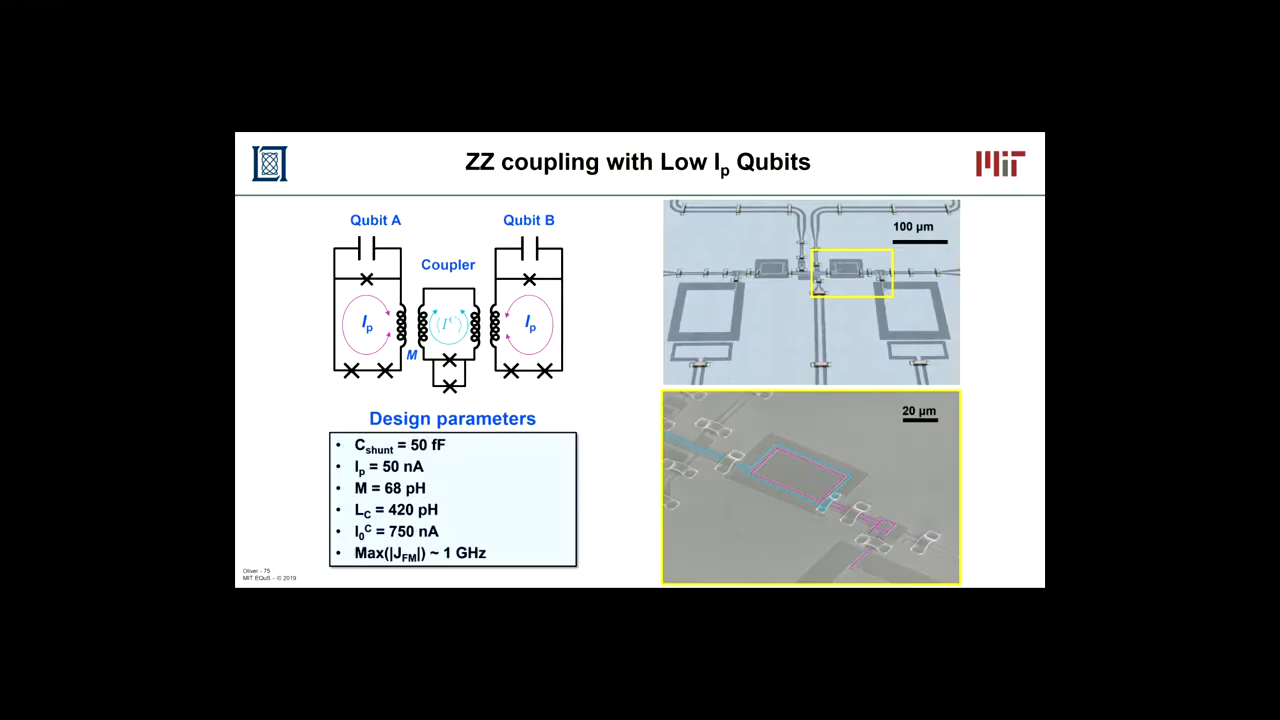 ZZ coupling with Low Ip Qubits
MIT
Qubit A
Qubit B
Coupler
Ip
Ip
M
Design parameters
• Cshunt = 50 fF
• Ip = 50 nA
• M = 68 pH
• LC = 420 pH
• I0C = 750 nA
• Max(|JFM|) ~ 1 GHz
100 µm
20 µm
Oliver - 75
MIT EQuS – © 2019